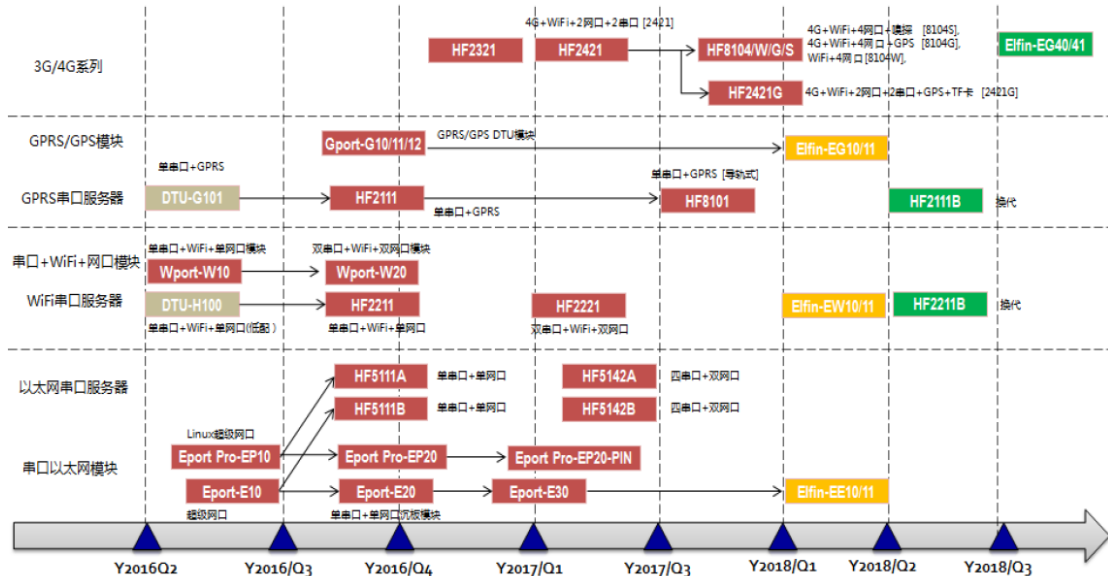 4G+WiFi+2网口+2串口 [2421]
3G/4G系列
HF2321
HF2421
HF8104/W/G/S
4G+WiFi+4网口+嗅探 [8104S],
4G+WiFi+4网口+GPS [8104G],
WiFi+4网口[8104W],
Elfin-EG40/41
HF2421G
4G+WiFi+2网口+2串口+GPS+TF卡 [2421G]
GPRS/GPS模块
Gport-G10/11/12
GPRS/GPS DTU模块
Elfin-EG10/11
单串口+GPRS
单串口+GPRS [导轨式]
GPRS串口服务器
DTU-G101
HF2111
单串口+GPRS
HF8101
HF2111B
换代
单串口+WiFi+单网口模块
双串口+WiFi+双网口模块
串口+WiFi+网口模块
Wport-W10
Wport-W20
WiFi串口服务器
DTU-H100
HF2211
HF2221
Elfin-EW10/11
HF2211B
换代
单串口+WiFi+单网口(低配)
单串口+WiFi+单网口
双串口+WiFi+双网口
以太网串口服务器
HF5111A
单串口+单网口
HF5142A
四串口+双网口
HF5111B
单串口+单网口
HF5142B
四串口+双网口
Linux超级网口
串口以太网模块
Eport Pro-EP10
Eport Pro-EP20
Eport Pro-EP20-PIN
Eport-E10
Eport-E20
Eport-E30
Elfin-EE10/11
超级网口
单串口+单网口沉板模块
Y2016Q2
Y2016/Q3
Y2016/Q4
Y2017/Q1
Y2017/Q3
Y2018/Q1
Y2018/Q2
Y2018/Q3